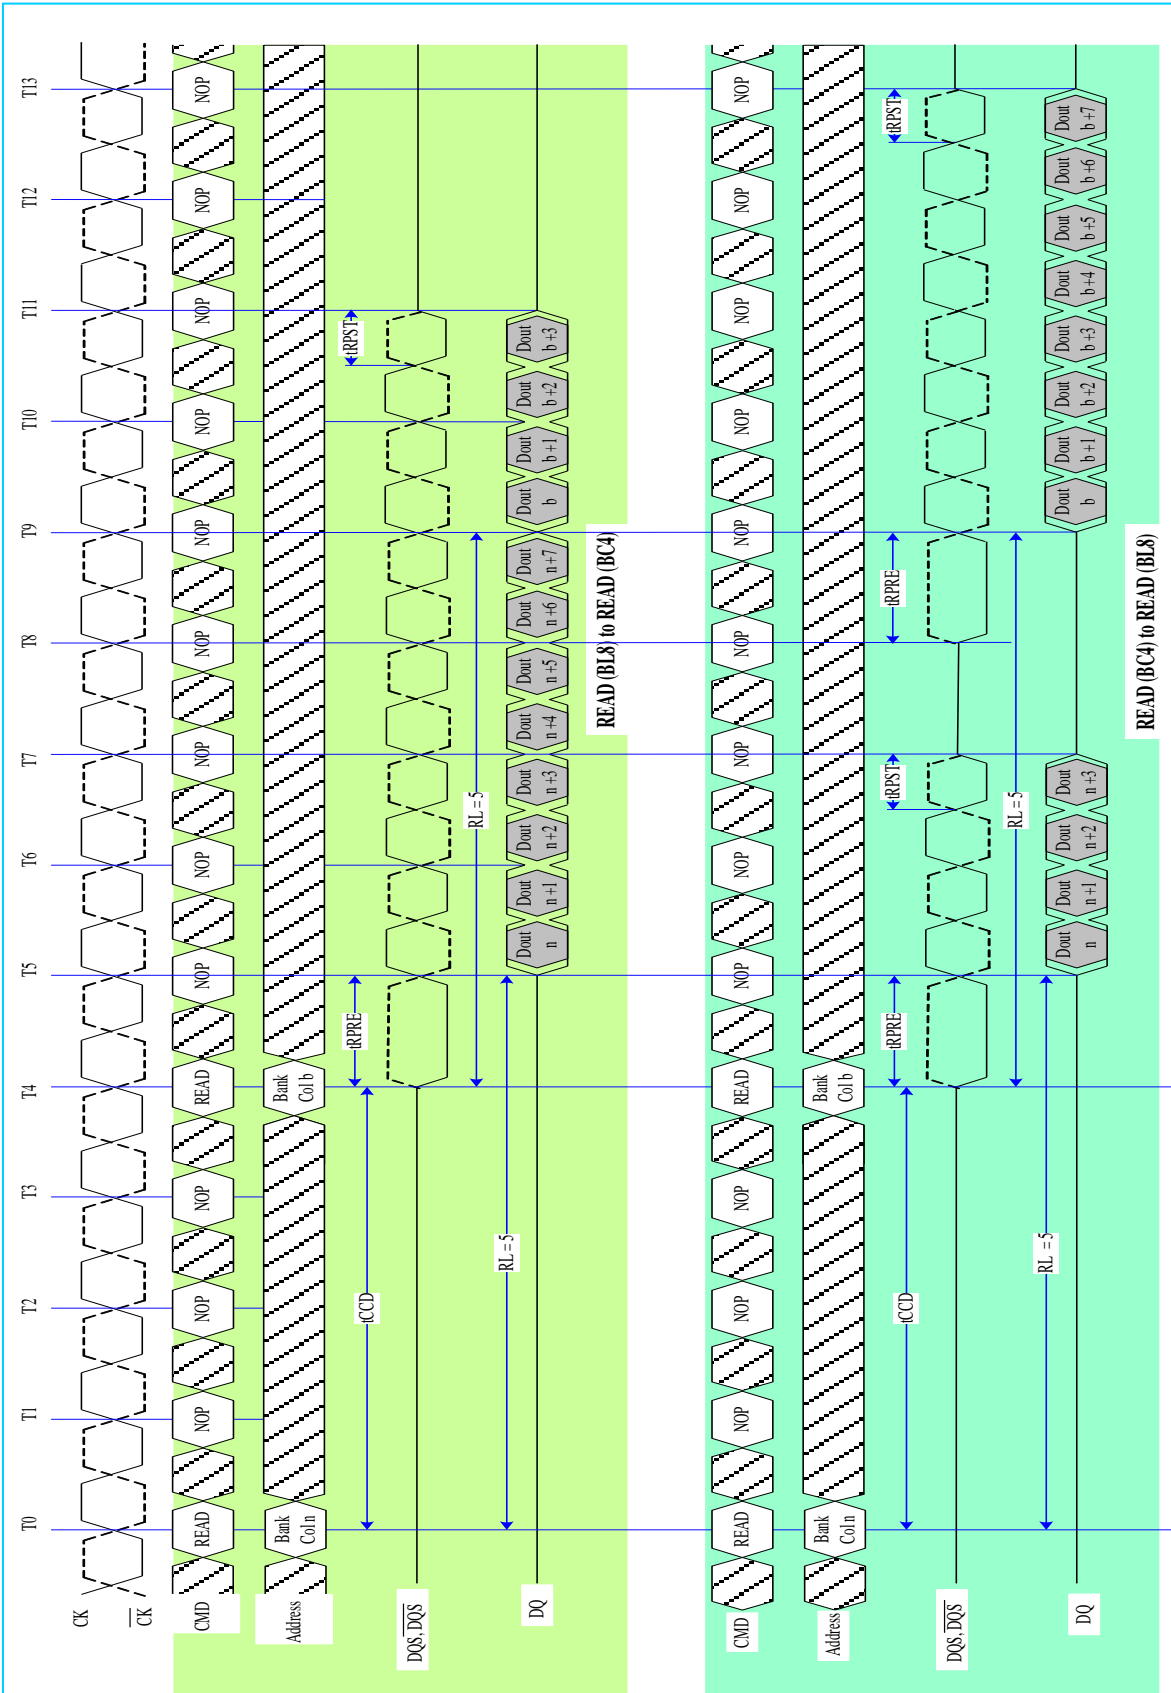 T0 T1 T2 T3 T4 T5 T6 T7 T8 T9 T10 T11 T12 T13
CK
CK
CMD READ NOP NOP NOP READ NOP NOP NOP NOP NOP NOP NOP NOP NOP
Address Bank Col n Bank Col b
tCCD tRPRE tRPST
DQS, DQS
RL = 5
RL = 5
DQ Dout n Dout n+1 Dout n+2 Dout n+3 Dout n+4 Dout n+5 Dout n+6 Dout n+7 Dout b Dout b+1 Dout b+2 Dout b+3
READ (BL8) to READ (BC4)
CMD READ NOP NOP NOP READ NOP NOP NOP NOP NOP NOP NOP NOP NOP
Address Bank Col n Bank Col b
tCCD tRPRE tRPST tRPRE tRPST
DQS, DQS
RL = 5
RL = 5
DQ Dout n Dout n+1 Dout n+2 Dout n+3 Dout b Dout b+1 Dout b+2 Dout b+3 Dout b+4 Dout b+5 Dout b+6 Dout b+7
READ (BC4) to READ (BL8)